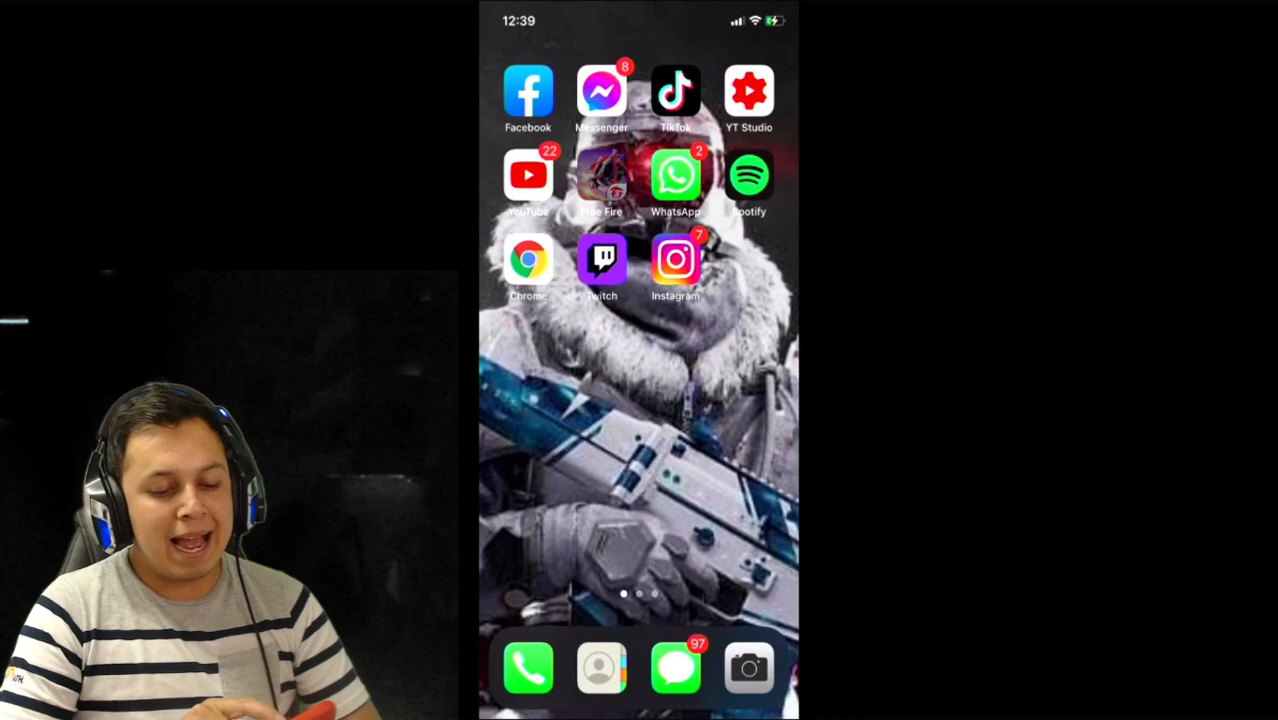 12:39
8
Facebook Messenger TikTok YT Studio
22 2
YouTube Free Fire WhatsApp Spotify
7
Chrome Twitch Instagram
97